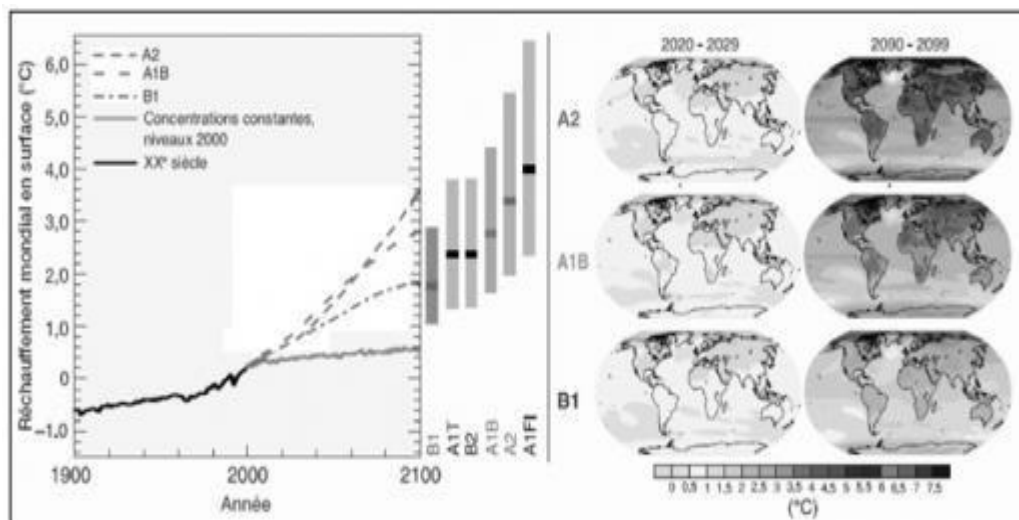 6,0
5,0
4,0
3,0
2,0
1,0
0
–1,0
Réchauffement mondial en surface (°C)
A2
A1B
B1
Concentrations constantes,
niveaux 2000
XXᵉ siècle
1900
2000
2100
Année
B1
A1T
B2
A1B
A2
A1FI
2020 - 2029
2090 - 2099
A2
A1B
B1
0 0,5 1 1,5 2 2,5 3 3,5 4 4,5 5 5,5 6 6,5 7 7,5
(°C)